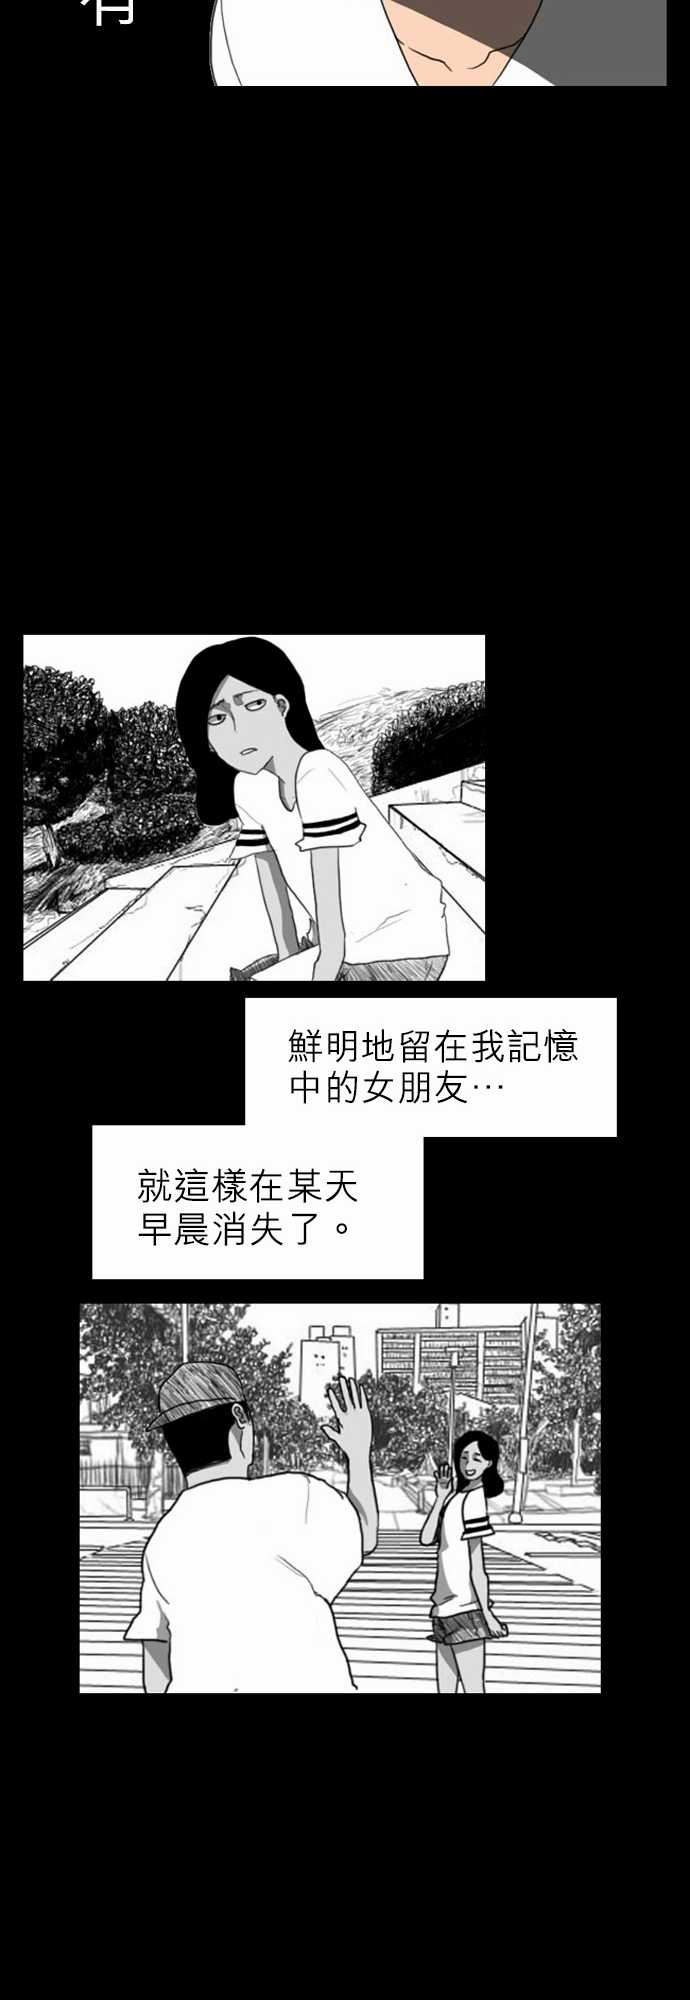 鮮明地留在我記憶
中的女朋友⋯
就這樣在某天
早晨消失了。